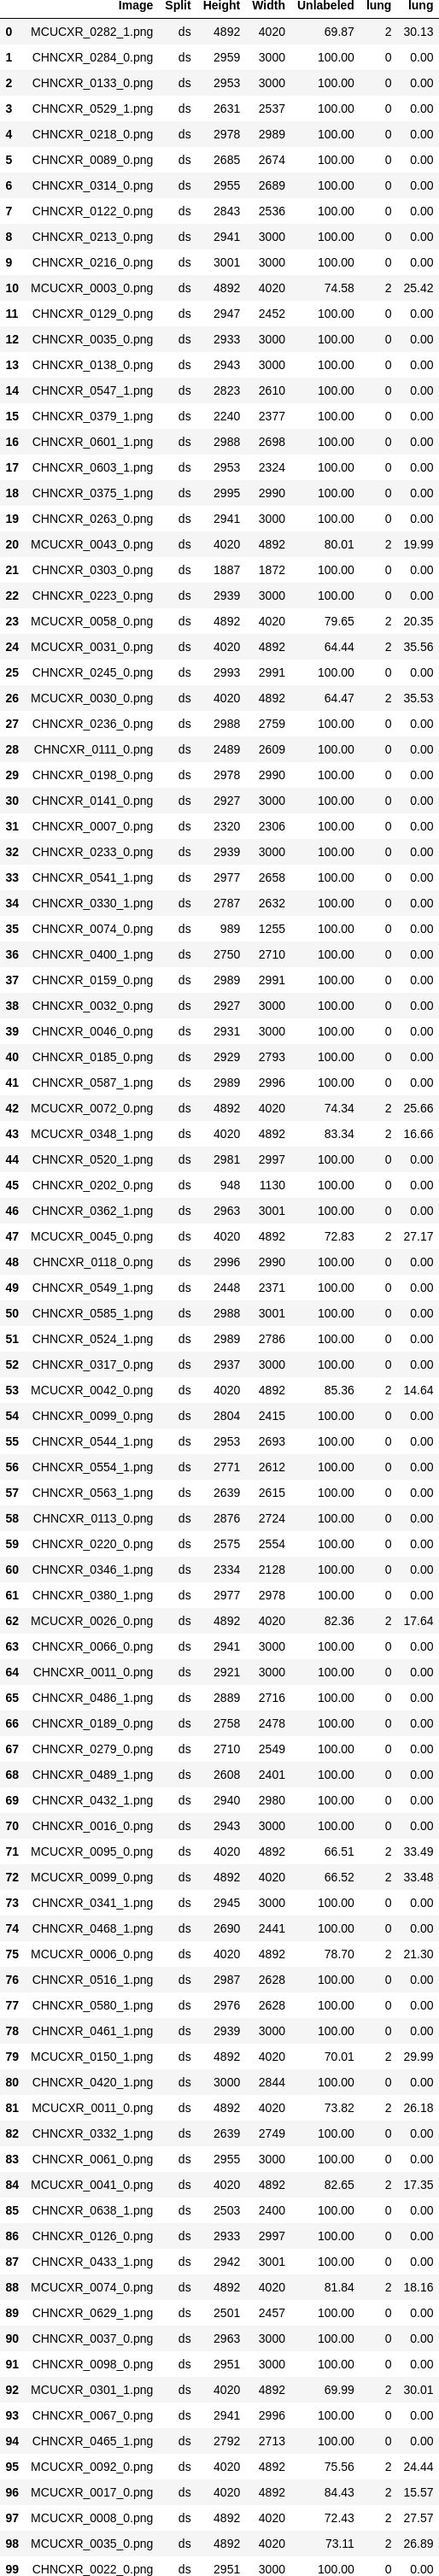 Image Split Height Width Unlabeled lung lung
0 MCUCXR_0282_1.png ds 4892 4020 69.87 2 30.13
1 CHNCXR_0284_0.png ds 2959 3000 100.00 0 0.00
2 CHNCXR_0133_0.png ds 2953 3000 100.00 0 0.00
3 CHNCXR_0529_1.png ds 2631 2537 100.00 0 0.00
4 CHNCXR_0218_0.png ds 2978 2989 100.00 0 0.00
5 CHNCXR_0089_0.png ds 2685 2674 100.00 0 0.00
6 CHNCXR_0314_0.png ds 2955 2689 100.00 0 0.00
7 CHNCXR_0122_0.png ds 2843 2536 100.00 0 0.00
8 CHNCXR_0213_0.png ds 2941 3000 100.00 0 0.00
9 CHNCXR_0216_0.png ds 3001 3000 100.00 0 0.00
10 MCUCXR_0003_0.png ds 4892 4020 74.58 2 25.42
11 CHNCXR_0129_0.png ds 2947 2452 100.00 0 0.00
12 CHNCXR_0035_0.png ds 2933 3000 100.00 0 0.00
13 CHNCXR_0138_0.png ds 2943 3000 100.00 0 0.00
14 CHNCXR_0547_1.png ds 2823 2610 100.00 0 0.00
15 CHNCXR_0379_1.png ds 2240 2377 100.00 0 0.00
16 CHNCXR_0601_1.png ds 2988 2698 100.00 0 0.00
17 CHNCXR_0603_1.png ds 2953 2324 100.00 0 0.00
18 CHNCXR_0375_1.png ds 2995 2990 100.00 0 0.00
19 CHNCXR_0263_0.png ds 2941 3000 100.00 0 0.00
20 MCUCXR_0043_0.png ds 4020 4892 80.01 2 19.99
21 CHNCXR_0303_0.png ds 1887 1872 100.00 0 0.00
22 CHNCXR_0223_0.png ds 2939 3000 100.00 0 0.00
23 MCUCXR_0058_0.png ds 4892 4020 79.65 2 20.35
24 MCUCXR_0031_0.png ds 4020 4892 64.44 2 35.56
25 CHNCXR_0245_0.png ds 2993 2991 100.00 0 0.00
26 MCUCXR_0030_0.png ds 4020 4892 64.47 2 35.53
27 CHNCXR_0236_0.png ds 2988 2759 100.00 0 0.00
28 CHNCXR_0111_0.png ds 2489 2609 100.00 0 0.00
29 CHNCXR_0198_0.png ds 2978 2990 100.00 0 0.00
30 CHNCXR_0141_0.png ds 2927 3000 100.00 0 0.00
31 CHNCXR_0007_0.png ds 2320 2306 100.00 0 0.00
32 CHNCXR_0233_0.png ds 2939 3000 100.00 0 0.00
33 CHNCXR_0541_1.png ds 2977 2658 100.00 0 0.00
34 CHNCXR_0330_1.png ds 2787 2632 100.00 0 0.00
35 CHNCXR_0074_0.png ds 989 1255 100.00 0 0.00
36 CHNCXR_0400_1.png ds 2750 2710 100.00 0 0.00
37 CHNCXR_0159_0.png ds 2989 2991 100.00 0 0.00
38 CHNCXR_0032_0.png ds 2927 3000 100.00 0 0.00
39 CHNCXR_0046_0.png ds 2931 3000 100.00 0 0.00
40 CHNCXR_0185_0.png ds 2929 2793 100.00 0 0.00
41 CHNCXR_0587_1.png ds 2989 2996 100.00 0 0.00
42 MCUCXR_0072_0.png ds 4892 4020 74.34 2 25.66
43 MCUCXR_0348_1.png ds 4020 4892 83.34 2 16.66
44 CHNCXR_0520_1.png ds 2981 2997 100.00 0 0.00
45 CHNCXR_0202_0.png ds 948 1130 100.00 0 0.00
46 CHNCXR_0362_1.png ds 2963 3001 100.00 0 0.00
47 MCUCXR_0045_0.png ds 4020 4892 72.83 2 27.17
48 CHNCXR_0118_0.png ds 2996 2990 100.00 0 0.00
49 CHNCXR_0549_1.png ds 2448 2371 100.00 0 0.00
50 CHNCXR_0585_1.png ds 2988 3001 100.00 0 0.00
51 CHNCXR_0524_1.png ds 2989 2786 100.00 0 0.00
52 CHNCXR_0317_0.png ds 2937 3000 100.00 0 0.00
53 MCUCXR_0042_0.png ds 4020 4892 85.36 2 14.64
54 CHNCXR_0099_0.png ds 2804 2415 100.00 0 0.00
55 CHNCXR_0544_1.png ds 2953 2693 100.00 0 0.00
56 CHNCXR_0554_1.png ds 2771 2612 100.00 0 0.00
57 CHNCXR_0563_1.png ds 2639 2615 100.00 0 0.00
58 CHNCXR_0113_0.png ds 2876 2724 100.00 0 0.00
59 CHNCXR_0220_0.png ds 2575 2554 100.00 0 0.00
60 CHNCXR_0346_1.png ds 2334 2128 100.00 0 0.00
61 CHNCXR_0380_1.png ds 2977 2978 100.00 0 0.00
62 MCUCXR_0026_0.png ds 4892 4020 82.36 2 17.64
63 CHNCXR_0066_0.png ds 2941 3000 100.00 0 0.00
64 CHNCXR_0011_0.png ds 2921 3000 100.00 0 0.00
65 CHNCXR_0486_1.png ds 2889 2716 100.00 0 0.00
66 CHNCXR_0189_0.png ds 2758 2478 100.00 0 0.00
67 CHNCXR_0279_0.png ds 2710 2549 100.00 0 0.00
68 CHNCXR_0489_1.png ds 2608 2401 100.00 0 0.00
69 CHNCXR_0432_1.png ds 2940 2980 100.00 0 0.00
70 CHNCXR_0016_0.png ds 2943 3000 100.00 0 0.00
71 MCUCXR_0095_0.png ds 4020 4892 66.51 2 33.49
72 MCUCXR_0099_0.png ds 4892 4020 66.52 2 33.48
73 CHNCXR_0341_1.png ds 2945 3000 100.00 0 0.00
74 CHNCXR_0468_1.png ds 2690 2441 100.00 0 0.00
75 MCUCXR_0006_0.png ds 4020 4892 78.70 2 21.30
76 CHNCXR_0516_1.png ds 2987 2628 100.00 0 0.00
77 CHNCXR_0580_1.png ds 2976 2628 100.00 0 0.00
78 CHNCXR_0461_1.png ds 2939 3000 100.00 0 0.00
79 MCUCXR_0150_1.png ds 4892 4020 70.01 2 29.99
80 CHNCXR_0420_1.png ds 3000 2844 100.00 0 0.00
81 MCUCXR_0011_0.png ds 4892 4020 73.82 2 26.18
82 CHNCXR_0332_1.png ds 2639 2749 100.00 0 0.00
83 CHNCXR_0061_0.png ds 2955 3000 100.00 0 0.00
84 MCUCXR_0041_0.png ds 4020 4892 82.65 2 17.35
85 CHNCXR_0638_1.png ds 2503 2400 100.00 0 0.00
86 CHNCXR_0126_0.png ds 2933 2997 100.00 0 0.00
87 CHNCXR_0433_1.png ds 2942 3001 100.00 0 0.00
88 MCUCXR_0074_0.png ds 4892 4020 81.84 2 18.16
89 CHNCXR_0629_1.png ds 2501 2457 100.00 0 0.00
90 CHNCXR_0037_0.png ds 2963 3000 100.00 0 0.00
91 CHNCXR_0098_0.png ds 2951 3000 100.00 0 0.00
92 MCUCXR_0301_1.png ds 4020 4892 69.99 2 30.01
93 CHNCXR_0067_0.png ds 2941 2996 100.00 0 0.00
94 CHNCXR_0465_1.png ds 2792 2713 100.00 0 0.00
95 MCUCXR_0092_0.png ds 4020 4892 75.56 2 24.44
96 MCUCXR_0017_0.png ds 4020 4892 84.43 2 15.57
97 MCUCXR_0008_0.png ds 4892 4020 72.43 2 27.57
98 MCUCXR_0035_0.png ds 4892 4020 73.11 2 26.89
99 CHNCXR_0022_0.png ds 2951 3000 100.00 0 0.00